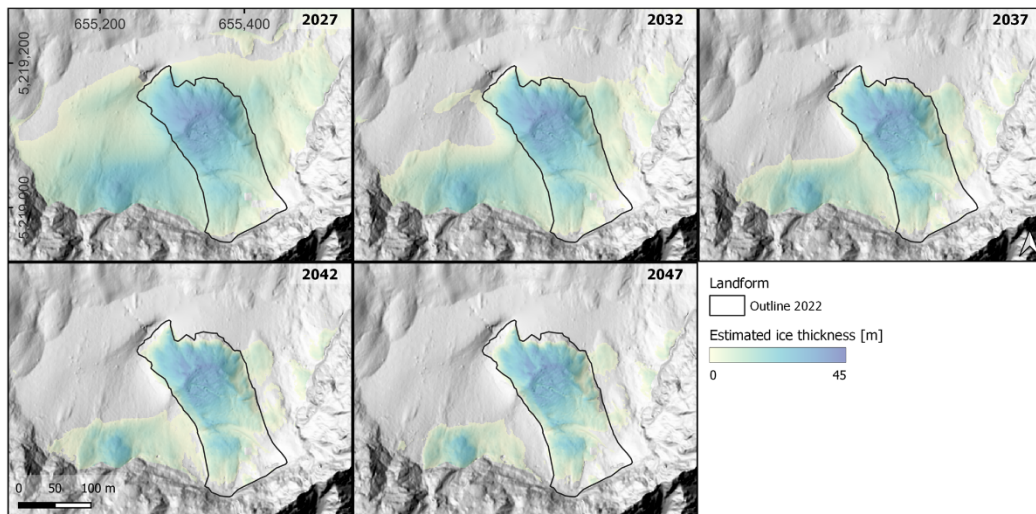 655,200 655,400 2027
5,219,200
5,219,000
2032
2037
2042
0 50 100 m
2047
Landform
Outline 2022
Estimated ice thickness [m]
0 45